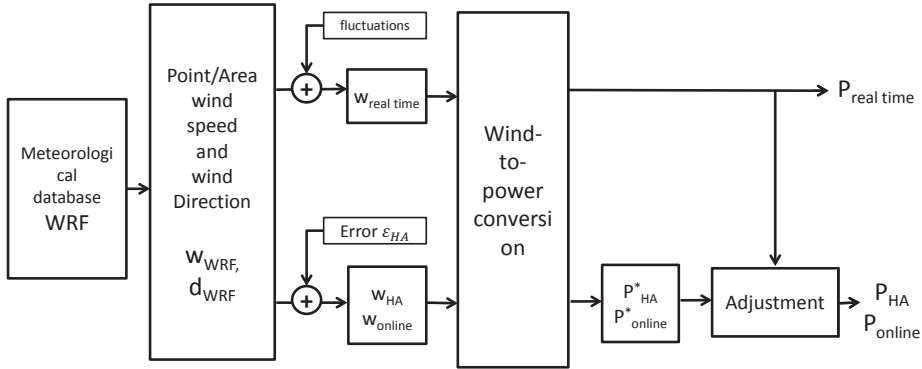 Meteorologi
cal
database
WRF
Point/Area
wind
speed
and
wind
Direction
w_WRF,
d_WRF
fluctuations
+
w_real time
Error ε_HA
+
w_HA
w_online
Wind-
to-
power
conversi
on
P_real time
P*_HA
P*_online
Adjustment
P_HA
P_online